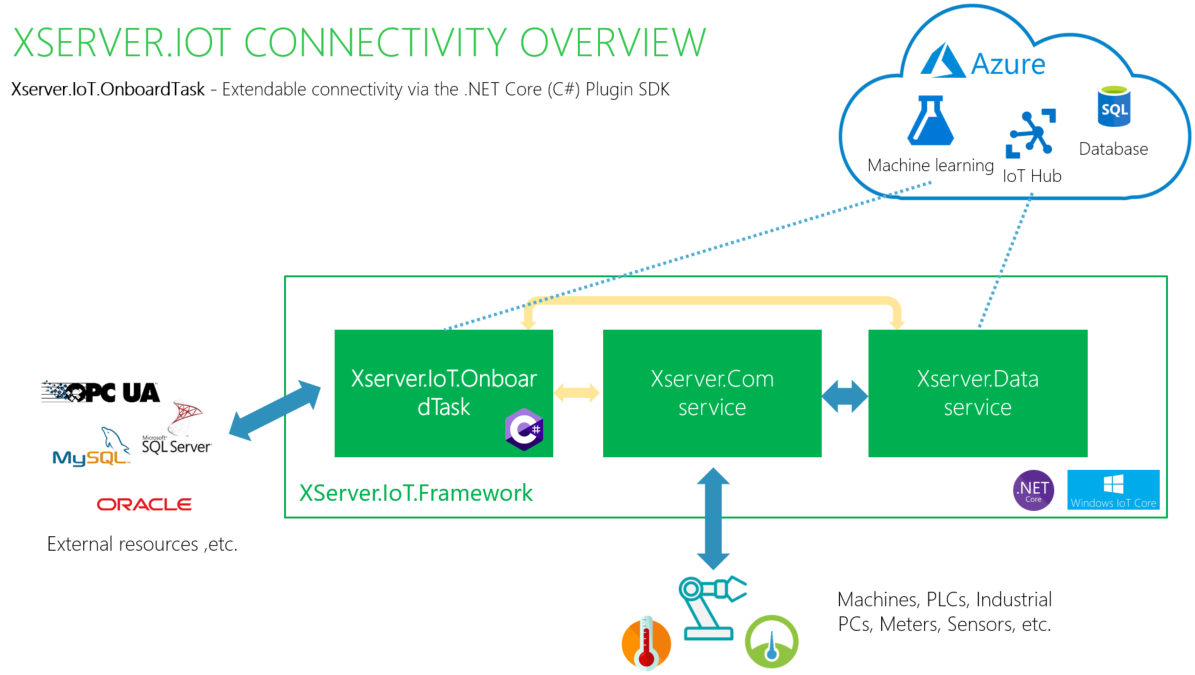 XSERVER.IOT CONNECTIVITY OVERVIEW
Xserver.IoT.OnboardTask - Extendable connectivity via the .NET Core (C#) Plugin SDK
Azure
SQL
Machine learning
IoT Hub
Database
Xserver.IoT.Onboar
dTask
C#
Xserver.Com
service
Xserver.Data
service
OPC UA
Microsoft
SQL Server
MySQL
ORACLE
External resources ,etc.
XServer.IoT.Framework
.NET
Core
Windows IoT Core
Machines, PLCs, Industrial
PCs, Meters, Sensors, etc.